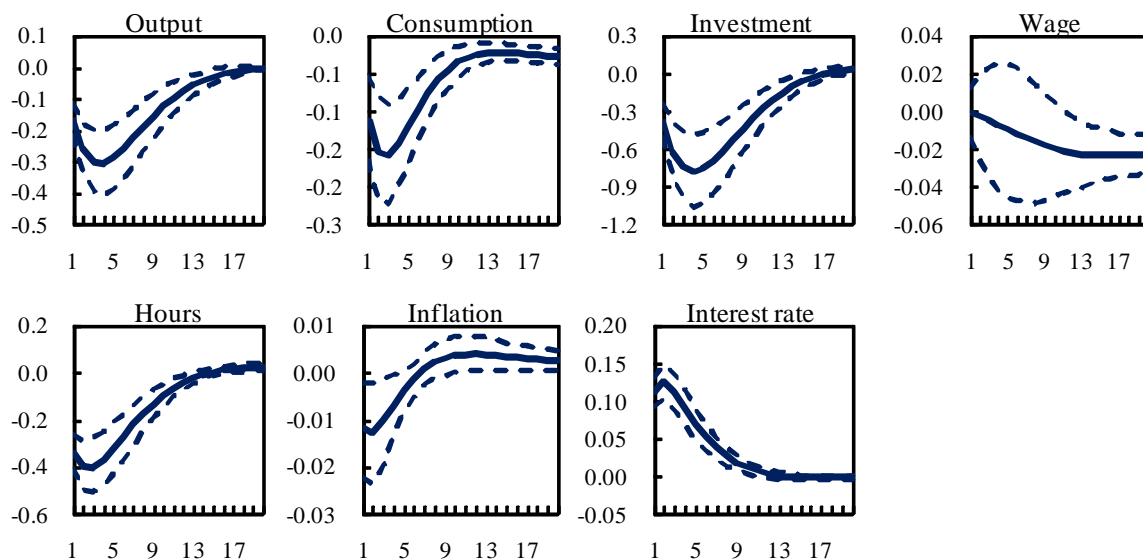 Output Consumption Investment Wage
0.1 0.0 0.3 0.04
0.0 -0.1 0.0 0.02
-0.1 -0.1 -0.3 0.00
-0.2 -0.2 -0.6 -0.02
-0.3 -0.2 -0.9 -0.04
-0.4 -0.3 -1.2 -0.06
-0.5
1 5 9 13 17 1 5 9 13 17 1 5 9 13 17 1 5 9 13 17
Hours Inflation Interest rate
0.2 0.01 0.20
0.0 0.00 0.15
-0.2 -0.01 0.10
-0.4 -0.02 0.05
-0.6 -0.03 0.00
-0.05
1 5 9 13 17 1 5 9 13 17 1 5 9 13 17